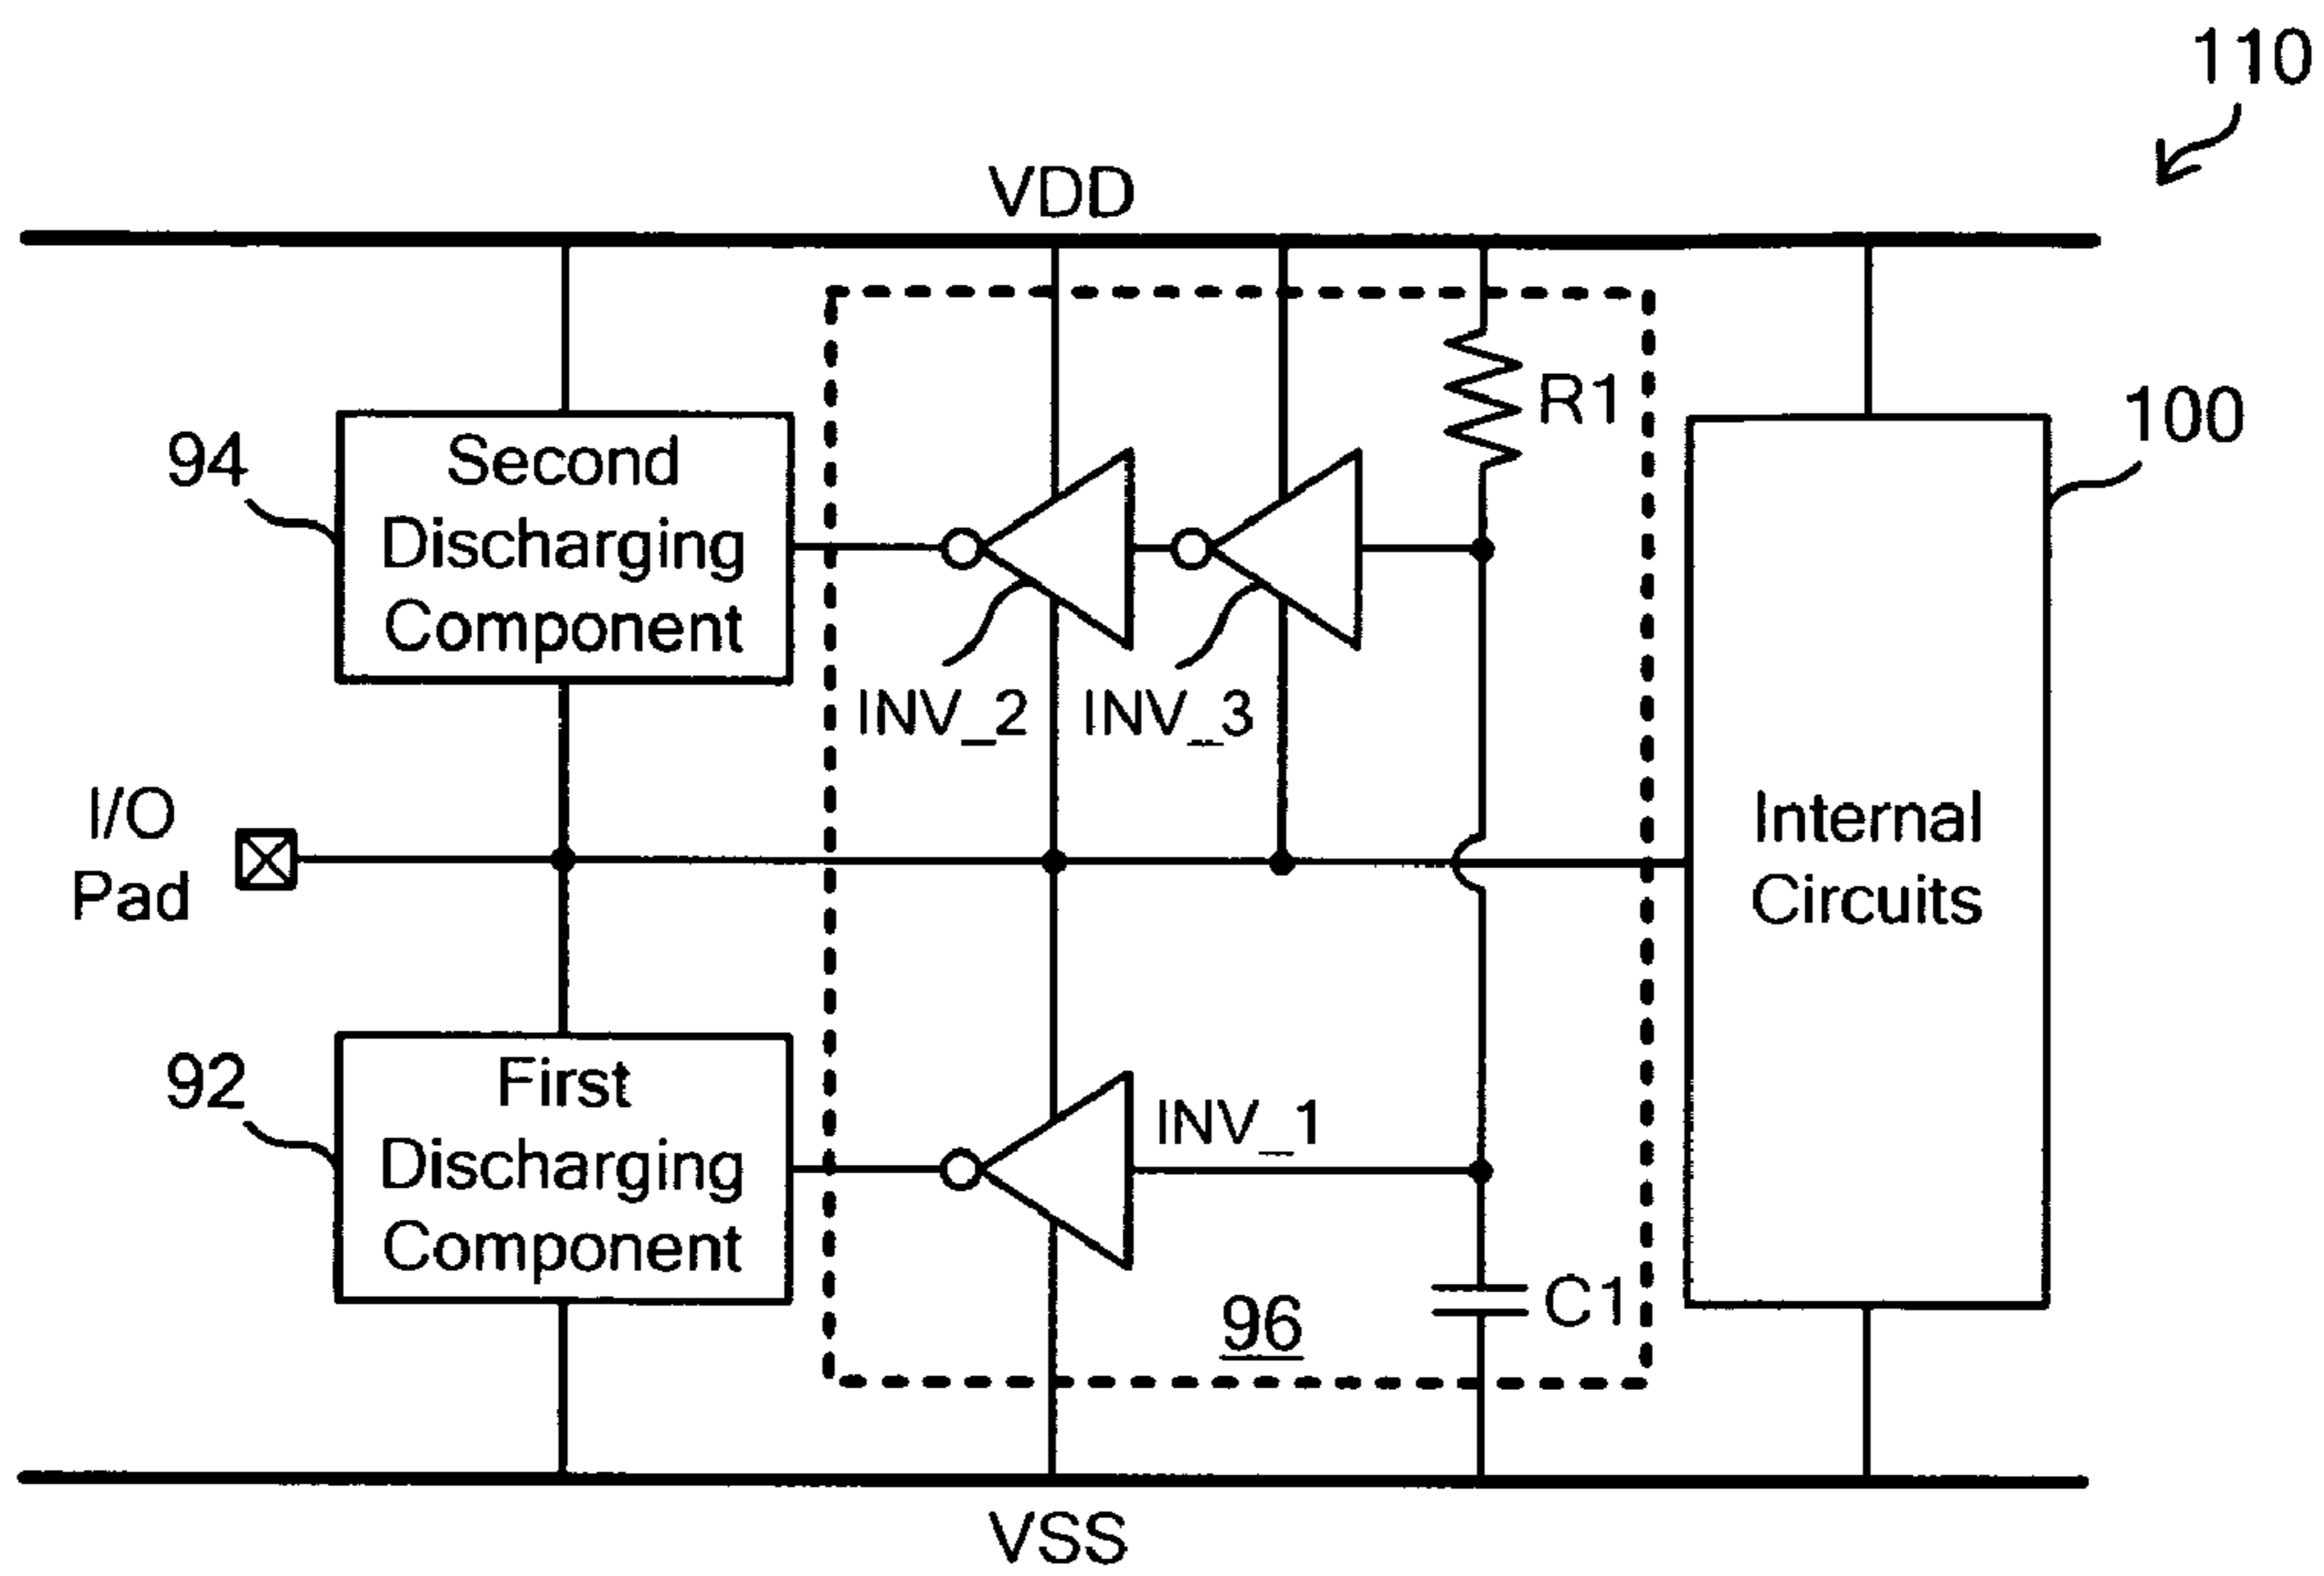 110
VDD
R1
100
94
Second
Discharging
Component
INV_2
INV_3
I/O
Pad
Internal
Circuits
92
First
Discharging
Component
INV_1
96
C1
VSS